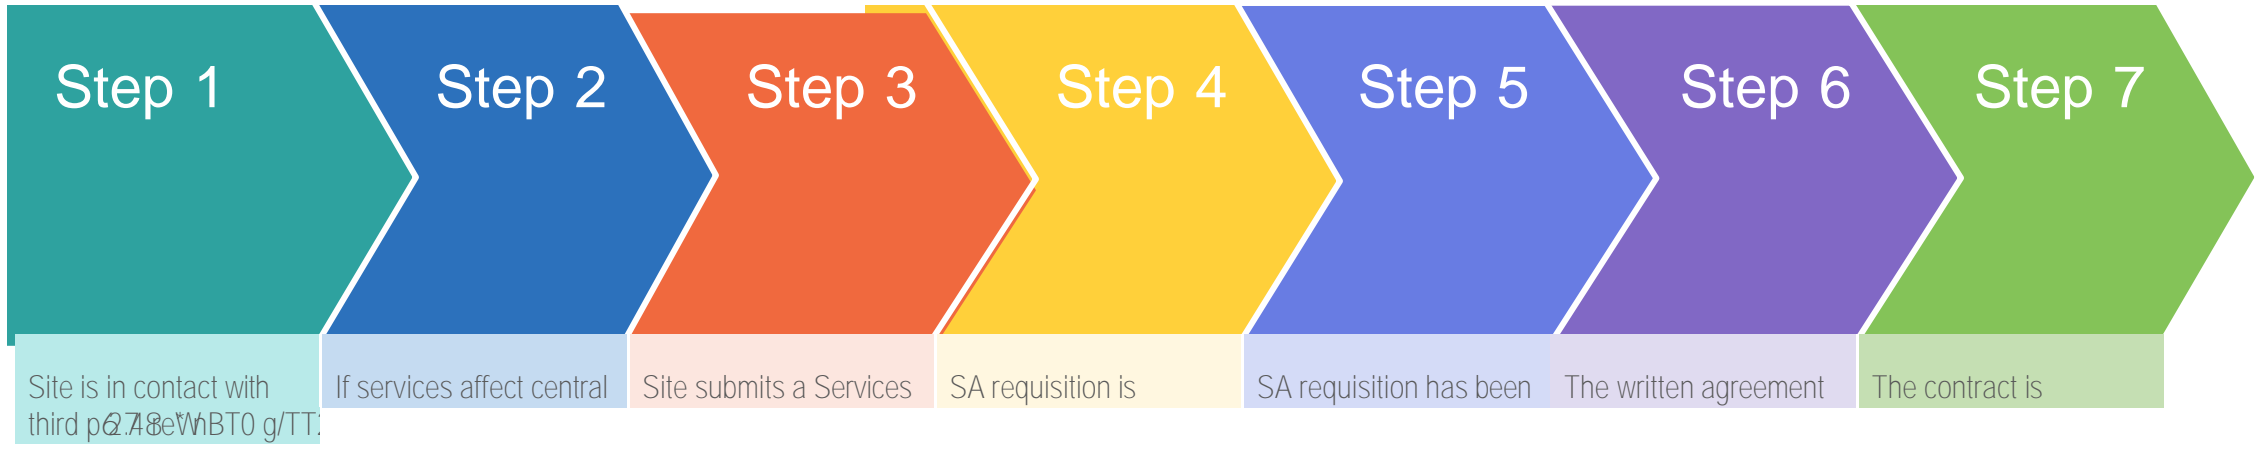 Step 1
Step 2
Step 3
Step 4
Step 5
Step 6
Step 7
Site is in contact with
third
If services affect central
Site submits a Services
SA requisition is
SA requisition has been
The written agreement
The contract is